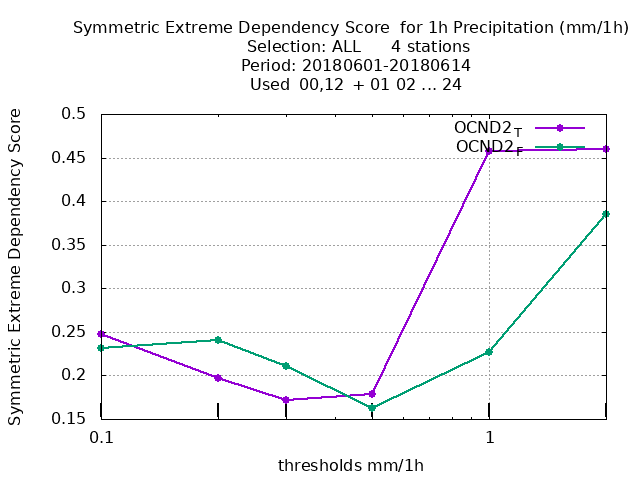 Symmetric Extreme Dependency Score  for 1h Precipitation (mm/1h)
Selection: ALL      4 stations
Period: 20180601-20180614
Used  00,12  + 01 02 ... 24
Symmetric Extreme Dependency Score
0.5
0.45
0.4
0.35
0.3
0.25
0.2
0.15
OCND2T
OCND2F
0.1
1
thresholds mm/1h